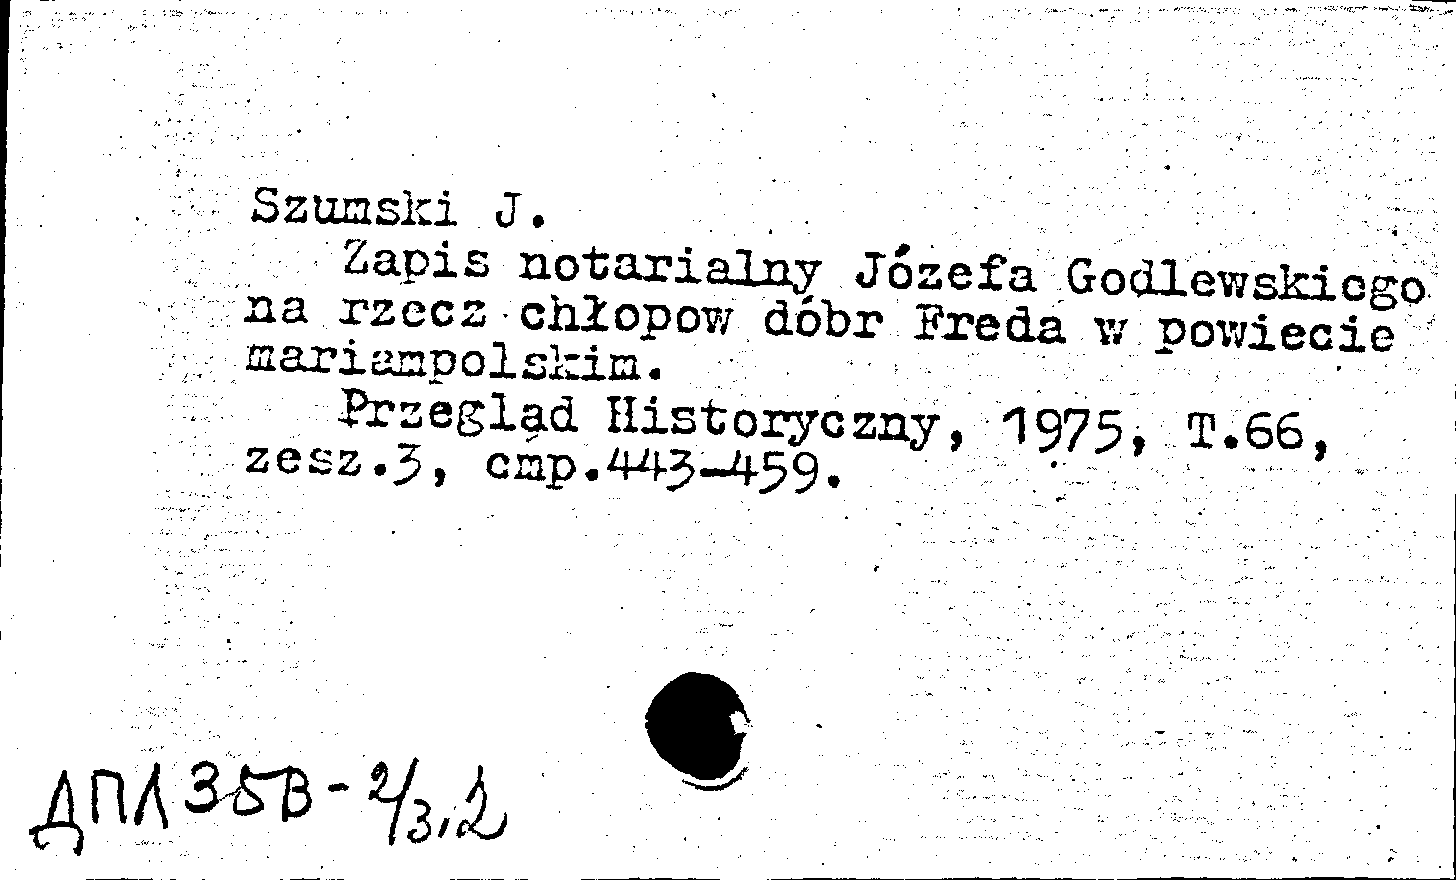 Szumski J.
Zapis notarialny Józefa Godlewskiego
na rzecz chłopow dóbr Freda w powiecie
mariampolskim.
Przegląd Historyczny, 1975, T.66,
zesz.3, стр.443-459.
ДПЛ 35В-2/3,2